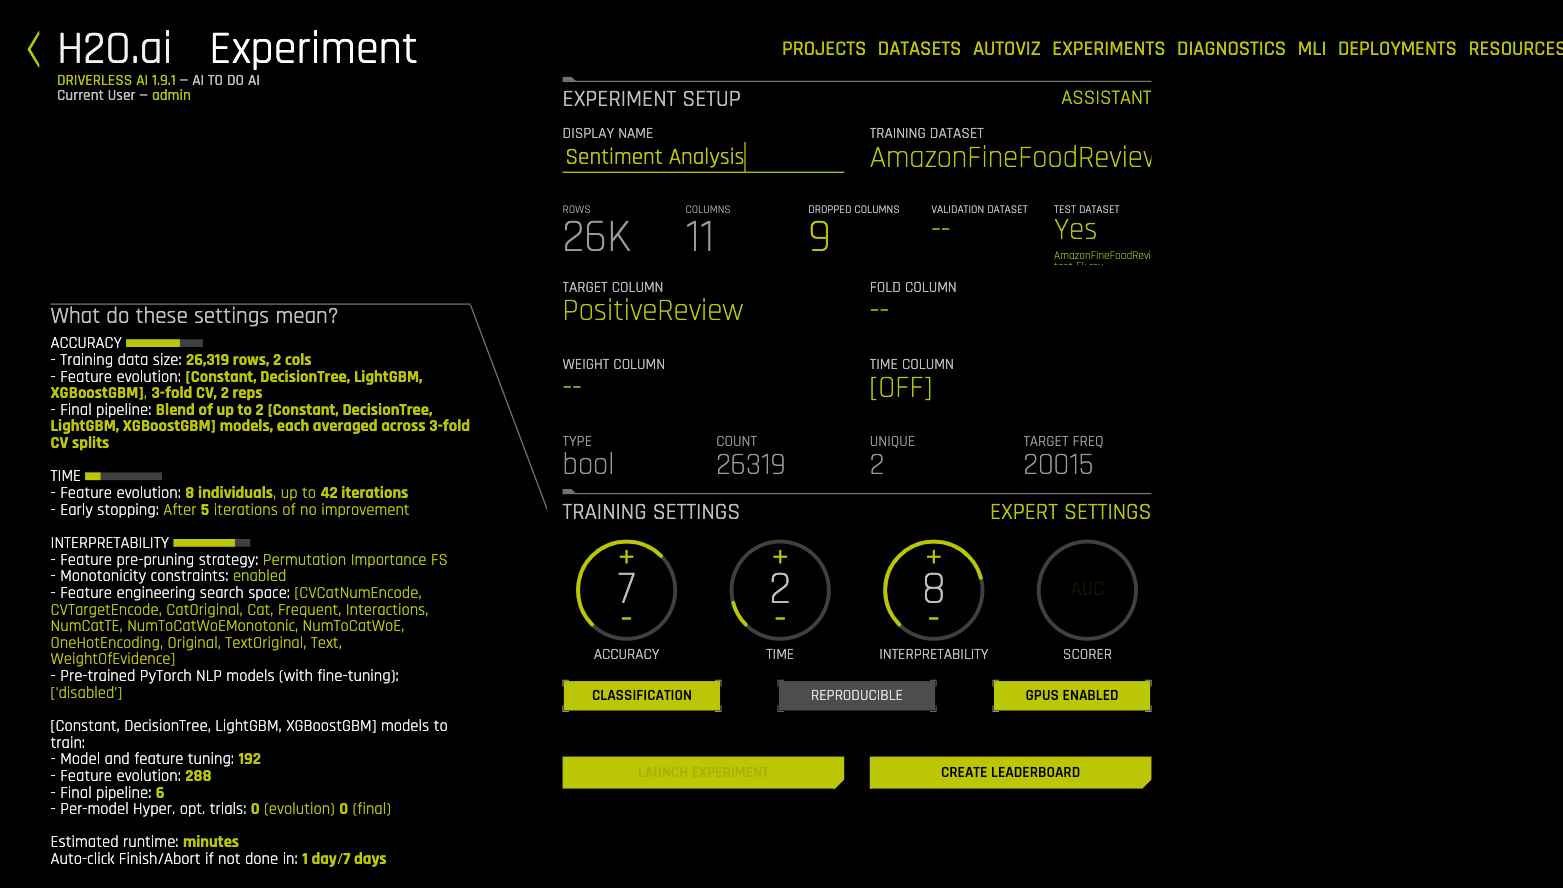 H2O.ai Experiment
DRIVERLESS AI 1.9.1 — AI TO DO AI
Current User — admin
PROJECTS DATASETS AUTOVIZ EXPERIMENTS DIAGNOSTICS MLI DEPLOYMENTS RESOURCES
EXPERIMENT SETUP ASSISTANT
DISPLAY NAME TRAINING DATASET
Sentiment Analysis AmazonFineFoodReview
ROWS COLUMNS DROPPED COLUMNS VALIDATION DATASET TEST DATASET
26K 11 9 -- Yes
AmazonFineFoodRevi
TARGET COLUMN FOLD COLUMN
PositiveReview --
WEIGHT COLUMN TIME COLUMN
-- [OFF]
TYPE COUNT UNIQUE TARGET FREQ
bool 26319 2 20015
What do these settings mean?
ACCURACY
- Training data size: 26,319 rows, 2 cols
- Feature evolution: [Constant, DecisionTree, LightGBM,
XGBoostGBM], 3-fold CV, 2 reps
- Final pipeline: Blend of up to 2 [Constant, DecisionTree,
LightGBM, XGBoostGBM] models, each averaged across 3-fold
CV splits
TIME
- Feature evolution: 8 individuals, up to 42 iterations
- Early stopping: After 5 iterations of no improvement
INTERPRETABILITY
- Feature pre-pruning strategy: Permutation Importance FS
- Monotonicity constraints: enabled
- Feature engineering search space: [CVCatNumEncode,
CVTargetEncode, CatOriginal, Cat, Frequent, Interactions,
NumCatTE, NumToCatWoEMonotonic, NumToCatWoE,
OneHotEncoding, Original, TextOriginal, Text,
WeightOfEvidence]
- Pre-trained PyTorch NLP models (with fine-tuning):
['disabled']
[Constant, DecisionTree, LightGBM, XGBoostGBM] models to
train:
- Model and feature tuning: 192
- Feature evolution: 288
- Final pipeline: 6
- Per-model Hyper. opt. trials: 0 (evolution) 0 (final)
Estimated runtime: minutes
Auto-click Finish/Abort if not done in: 1 day/7 days
TRAINING SETTINGS EXPERT SETTINGS
+ + +
7 2 8 AUC
- - -
ACCURACY TIME INTERPRETABILITY SCORER
CLASSIFICATION REPRODUCIBLE GPUS ENABLED
LAUNCH EXPERIMENT CREATE LEADERBOARD